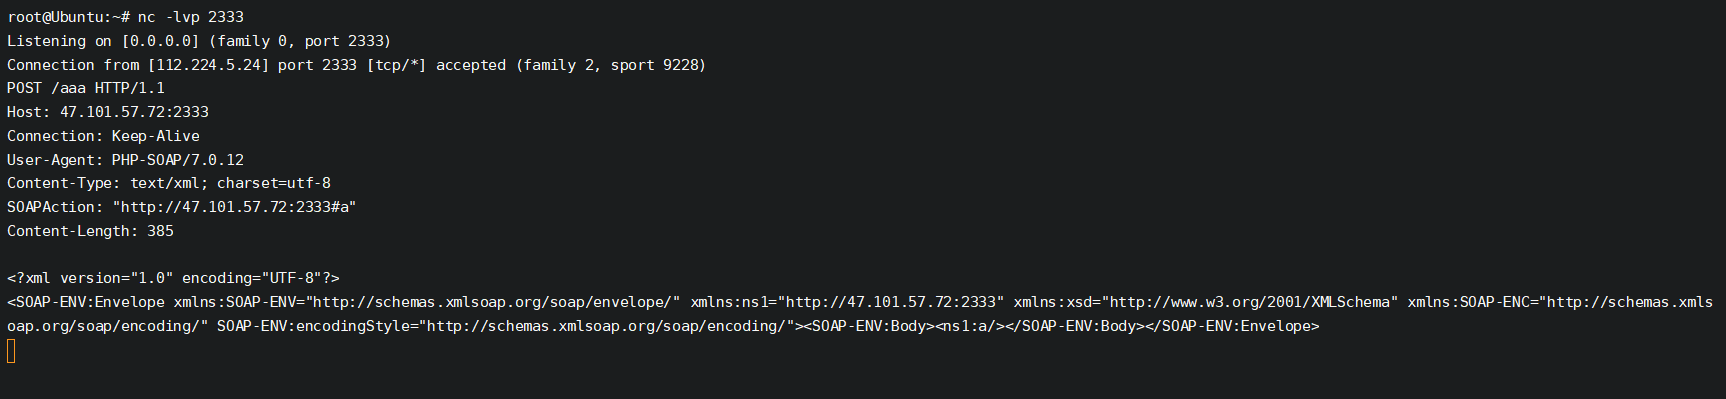 root@Ubuntu:~# nc -lvp 2333
Listening on [0.0.0.0] (family 0, port 2333)
Connection from [112.224.5.24] port 2333 [tcp/*] accepted (family 2, sport 9228)
POST /aaa HTTP/1.1
Host: 47.101.57.72:2333
Connection: Keep-Alive
User-Agent: PHP-SOAP/7.0.12
Content-Type: text/xml; charset=utf-8
SOAPAction: "http://47.101.57.72:2333#a"
Content-Length: 385

<?xml version="1.0" encoding="UTF-8"?>
<SOAP-ENV:Envelope xmlns:SOAP-ENV="http://schemas.xmlsoap.org/soap/envelope/" xmlns:ns1="http://47.101.57.72:2333" xmlns:xsd="http://www.w3.org/2001/XMLSchema" xmlns:SOAP-ENC="http://schemas.xmls
oap.org/soap/encoding/" SOAP-ENV:encodingStyle="http://schemas.xmlsoap.org/soap/encoding/"><SOAP-ENV:Body><ns1:a/></SOAP-ENV:Body></SOAP-ENV:Envelope>